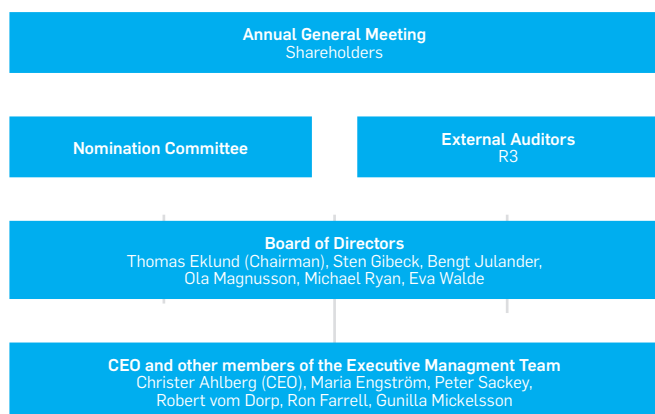 Annual General Meeting
Shareholders
Nomination Committee
External Auditors
R3
Board of Directors
Thomas Eklund (Chairman), Sten Gibeck, Bengt Julander,
Ola Magnusson, Michael Ryan, Eva Walde
CEO and other members of the Executive Managment Team
Christer Ahlberg (CEO), Maria Engström, Peter Sackey,
Robert vom Dorp, Ron Farrell, Gunilla Mickelsson